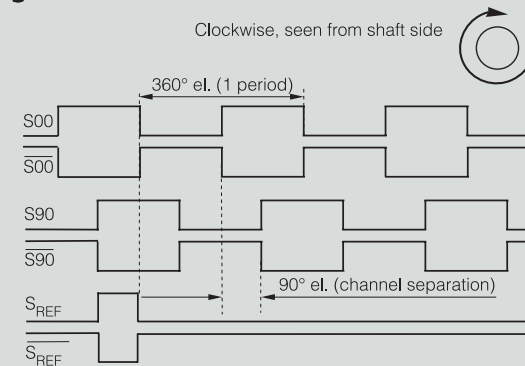 Clockwise, seen from shaft side
360° el. (1 period)
S00
S00
S90
S90
90° el. (channel separation)
SREF
SREF